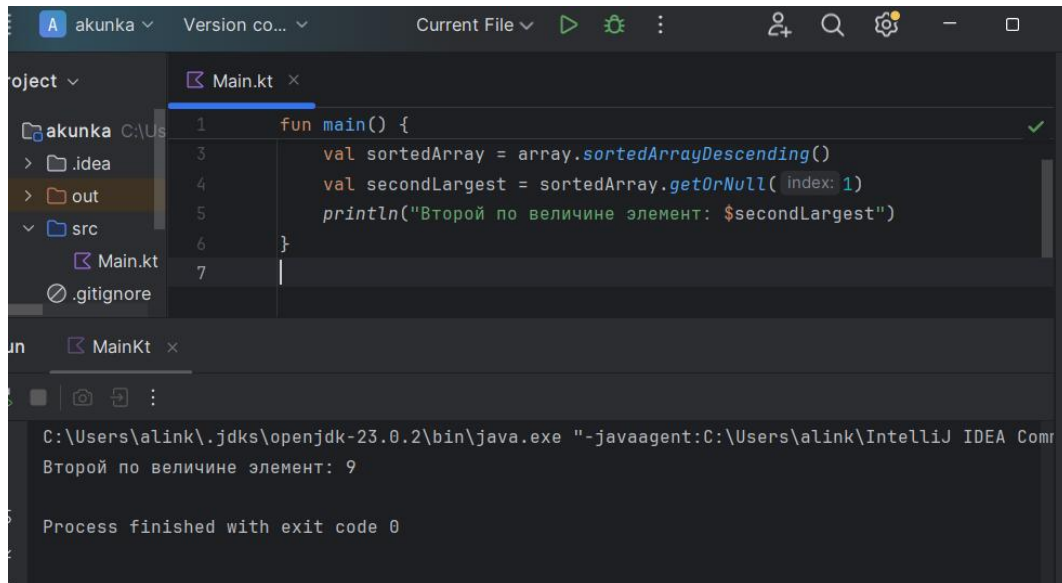 A akunka Version co... Current File
roject
Main.kt
akunka C:\Us
.idea
out
src
Main.kt
.gitignore
1 fun main() {
3 val sortedArray = array.sortedArrayDescending()
4 val secondLargest = sortedArray.getOrNull( index: 1)
5 println("Второй по величине элемент: $secondLargest")
6 }
7
un MainKt
C:\Users\alink\.jdks\openjdk-23.0.2\bin\java.exe "-javaagent:C:\Users\alink\IntelliJ IDEA Com
Второй по величине элемент: 9
Process finished with exit code 0